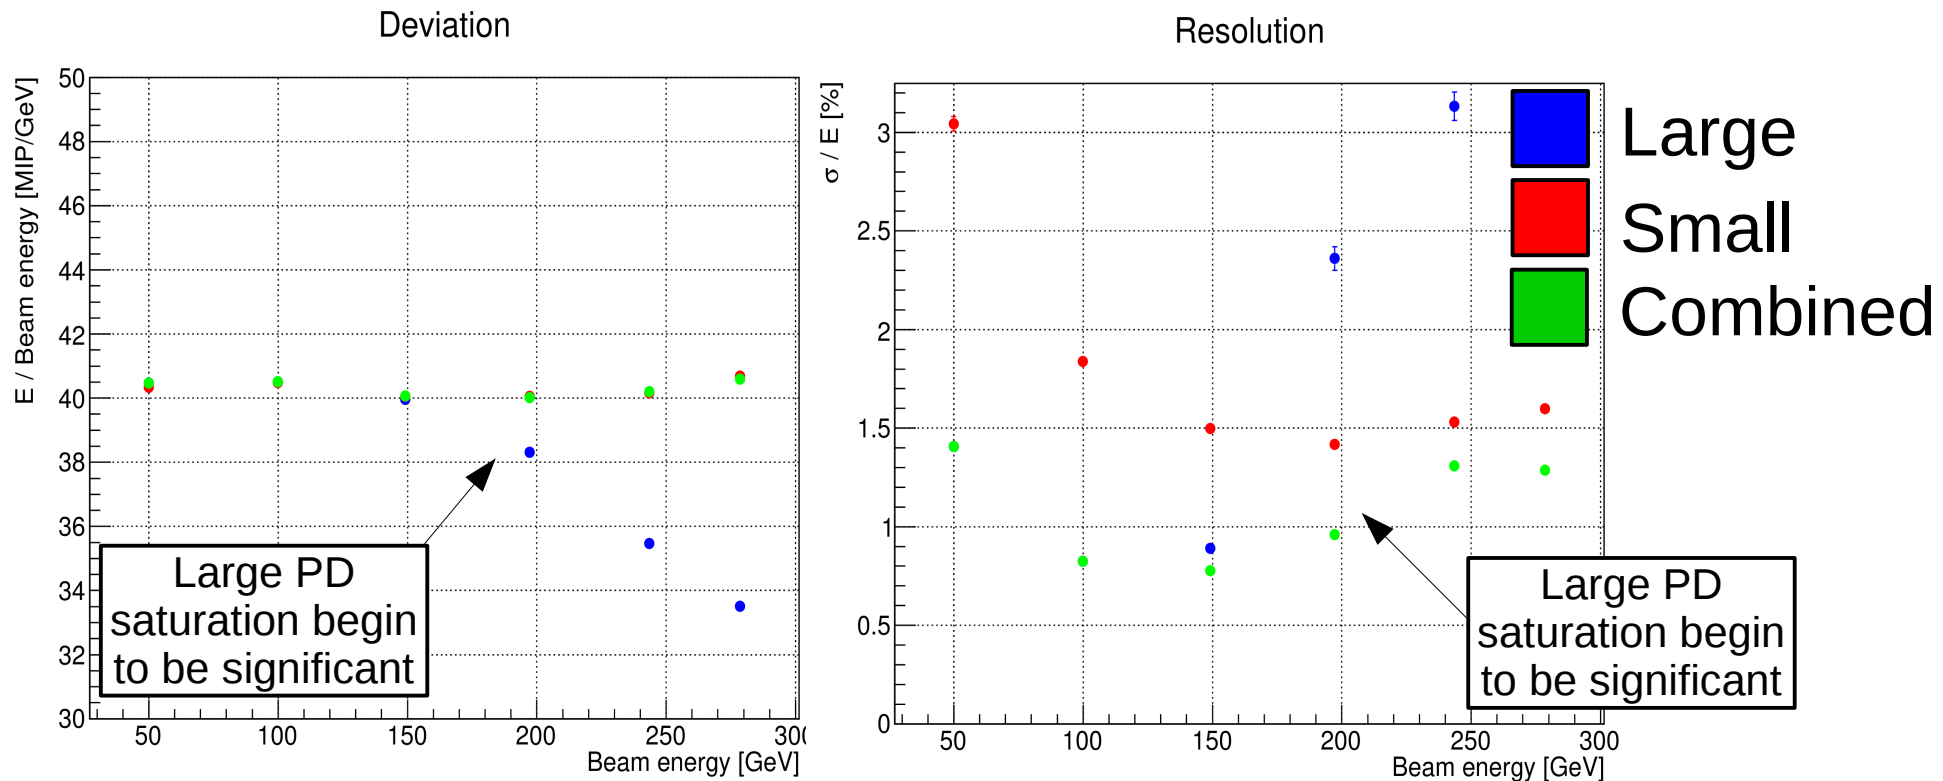 Deviation
E / Beam energy [MIP/GeV]
50
48
46
44
42
40
38
36
34
32
30
50 100 150 200 250 300
Beam energy [GeV]
Large PD
saturation begin
to be significant
Resolution
σ / E [%]
3
2.5
2
1.5
1
0.5
0
50 100 150 200 250 300
Beam energy [GeV]
Large PD
saturation begin
to be significant
Large
Small
Combined